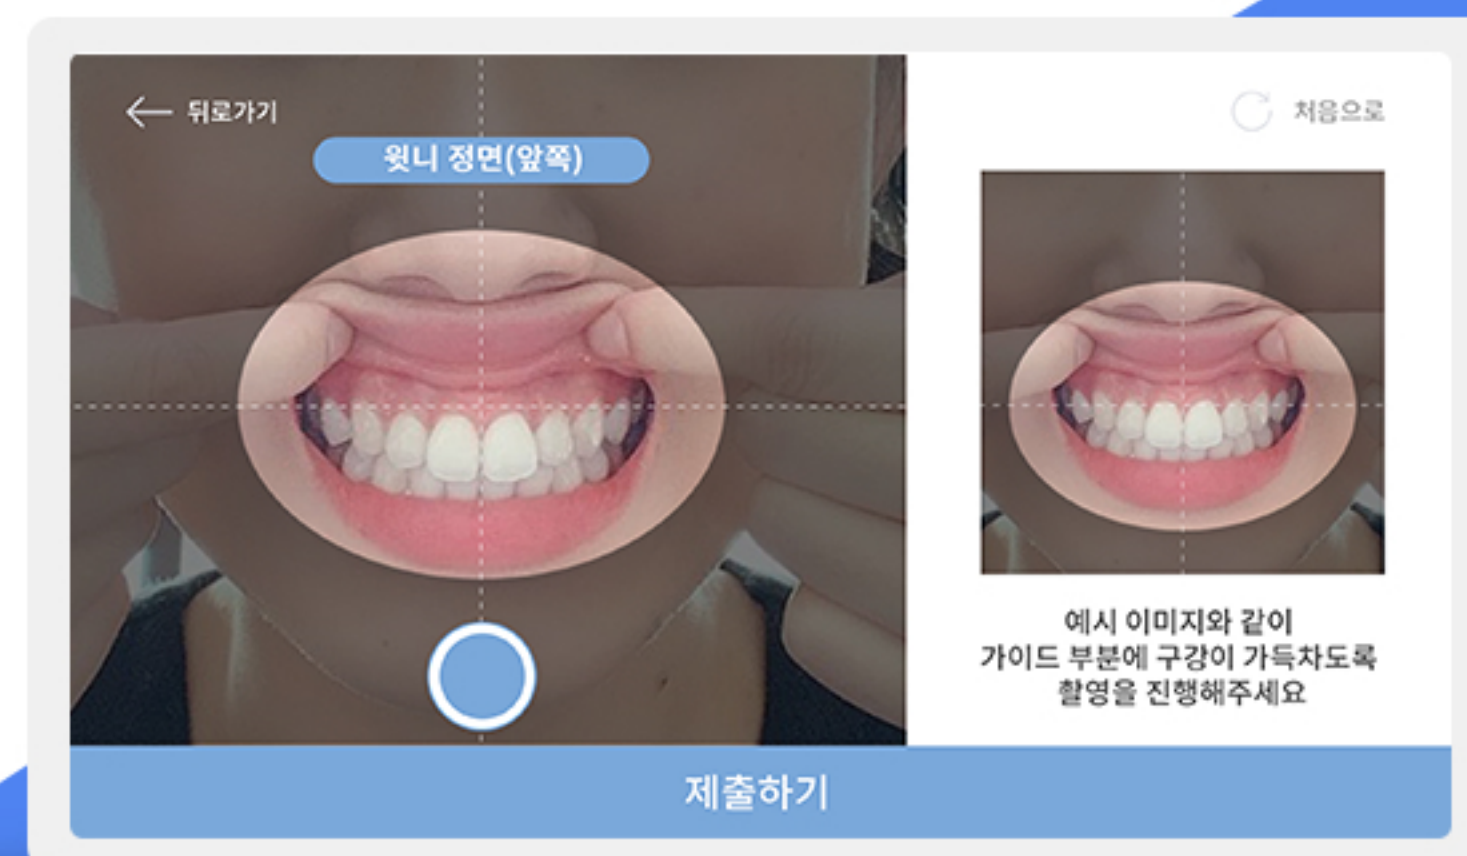 뒤로가기
윗니 정면(앞쪽)
처음으로
예시 이미지와 같이
가이드 부분에 구강이 가득차도록
촬영을 진행해주세요
제출하기